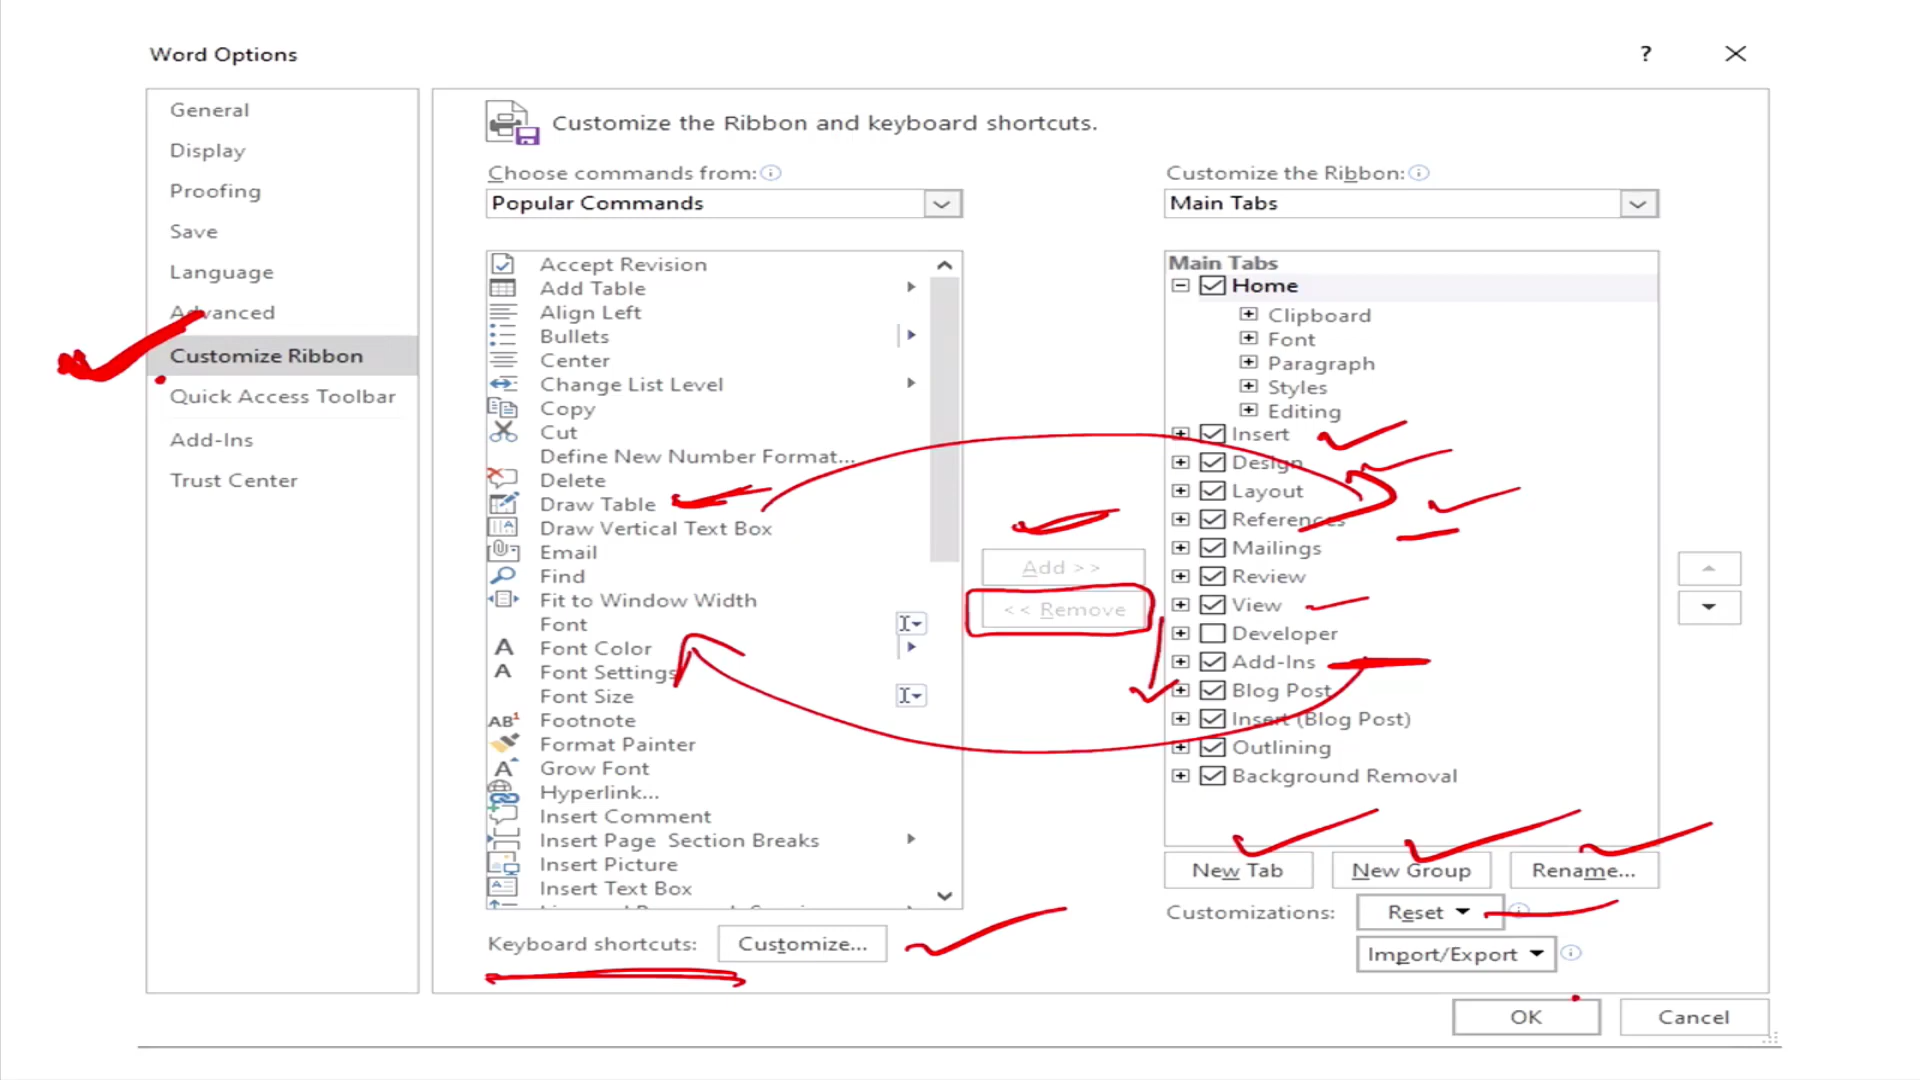 Word Options
?
General
Display
Proofing
Save
Language
Advanced
Customize Ribbon
Quick Access Toolbar
Add-Ins
Trust Center
Customize the Ribbon and keyboard shortcuts.
Choose commands from:
Popular Commands
Accept Revision
Add Table
Align Left
Bullets
Center
Change List Level
Copy
Cut
Define New Number Format...
Delete
Draw Table
Draw Vertical Text Box
Email
Find
Fit to Window Width
Font
Font Color
Font Settings
Font Size
Footnote
Format Painter
Grow Font
Hyperlink...
Insert Comment
Insert Page  Section Breaks
Insert Picture
Insert Text Box
Keyboard shortcuts:
Customize...
Add >>
<< Remove
Customize the Ribbon:
Main Tabs
Main Tabs
Home
Clipboard
Font
Paragraph
Styles
Editing
Insert
Design
Layout
References
Mailings
Review
View
Developer
Add-Ins
Blog Post
Insert (Blog Post)
Outlining
Background Removal
New Tab
New Group
Rename...
Customizations:
Reset
Import/Export
OK
Cancel